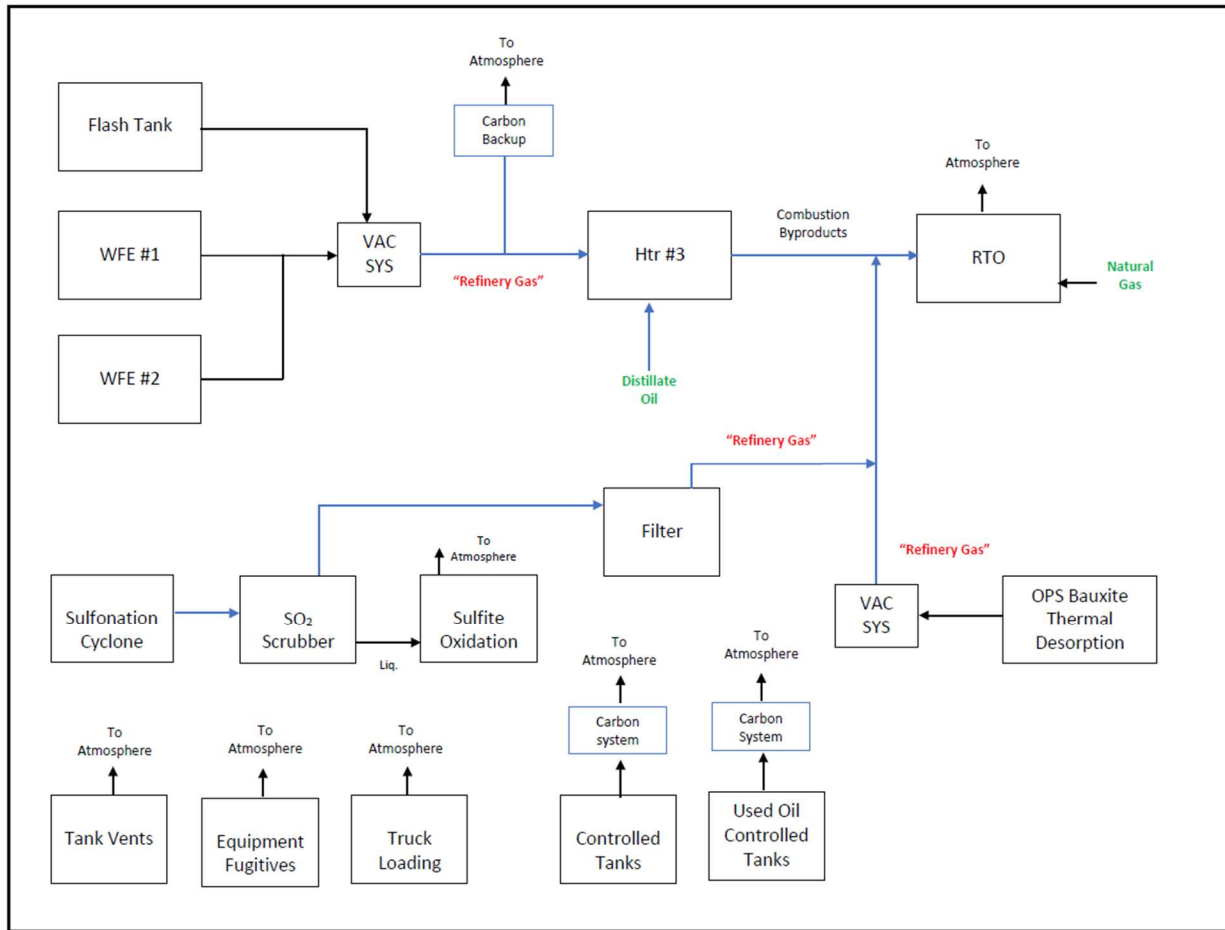 To
Atmosphere
Flash Tank
Carbon
Backup
To
Atmosphere
WFE #1
VAC
SYS
"Refinery Gas"
Htr #3
Combustion
Byproducts
RTO
Natural
Gas
WFE #2
Distillate
Oil
"Refinery Gas"
Filter
"Refinery Gas"
To
Atmosphere
Sulfonation
Cyclone
SO₂
Scrubber
Liq.
Sulfite
Oxidation
VAC
SYS
OPS Bauxite
Thermal
Desorption
To
Atmosphere
To
Atmosphere
To
Atmosphere
To
Atmosphere
To
Atmosphere
Carbon
system
Carbon
System
Tank Vents
Equipment
Fugitives
Truck
Loading
Controlled
Tanks
Used Oil
Controlled
Tanks